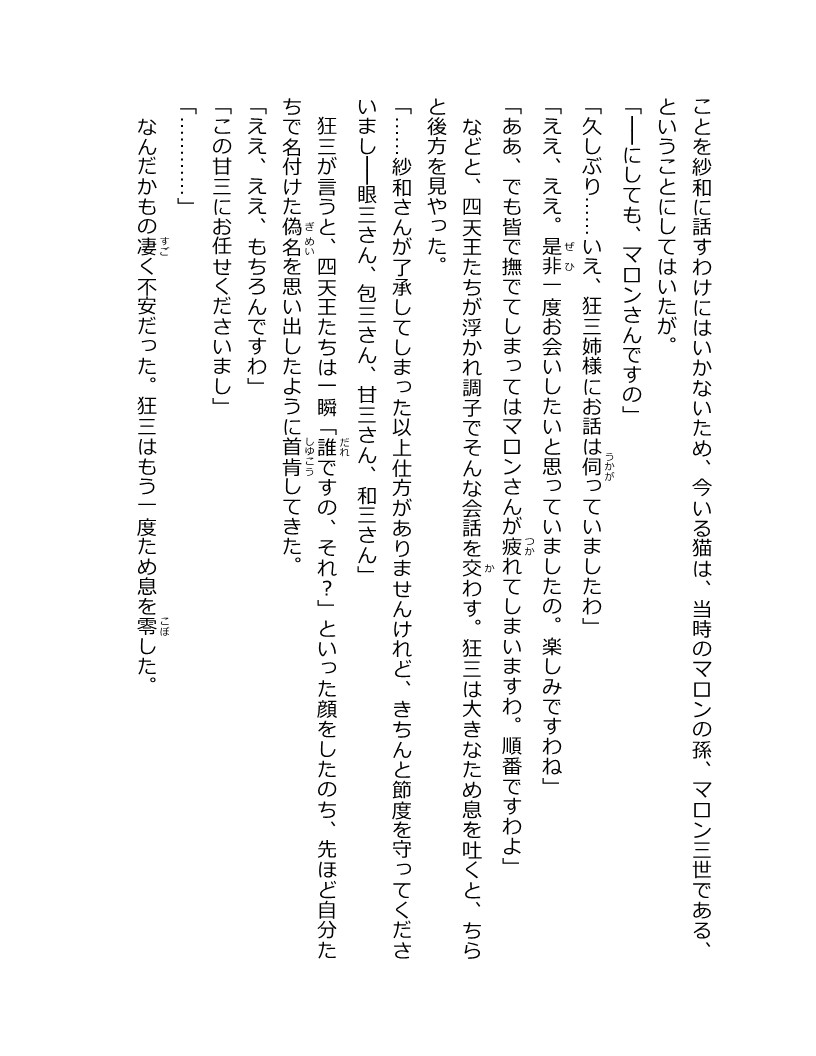 ことを紗和に話すわけにはいかないため、今いる猫は、当時のマロンの孫、マロン三世である、
ということにしてはいたが。
「――にしても、マロンさんですの」
「久しぶり……いえ、狂三姉様にお話は伺っていましたわ」
「ええ、ええ。是非一度お会いしたいと思っていましたの。楽しみですわね」
「ああ、でも皆で撫でてしまってはマロンさんが疲れてしまいますわ。順番ですわよ」
などと、四天王たちが浮かれ調子でそんな会話を交わす。狂三は大きなため息を吐くと、ちら
と後方を見やった。
「……紗和さんが了承してしまった以上仕方がありませんけれど、きちんと節度を守ってくださ
いまし――眼三さん、包三さん、甘三さん、和三さん」
狂三が言うと、四天王たちは一瞬「誰ですの、それ？」といった顔をしたのち、先ほど自分た
ちで名付けた偽名を思い出したように首肯してきた。
「ええ、ええ、もちろんですわ」
「この甘三にお任せくださいまし」
「…………」
なんだかもの凄く不安だった。狂三はもう一度ため息を零した。